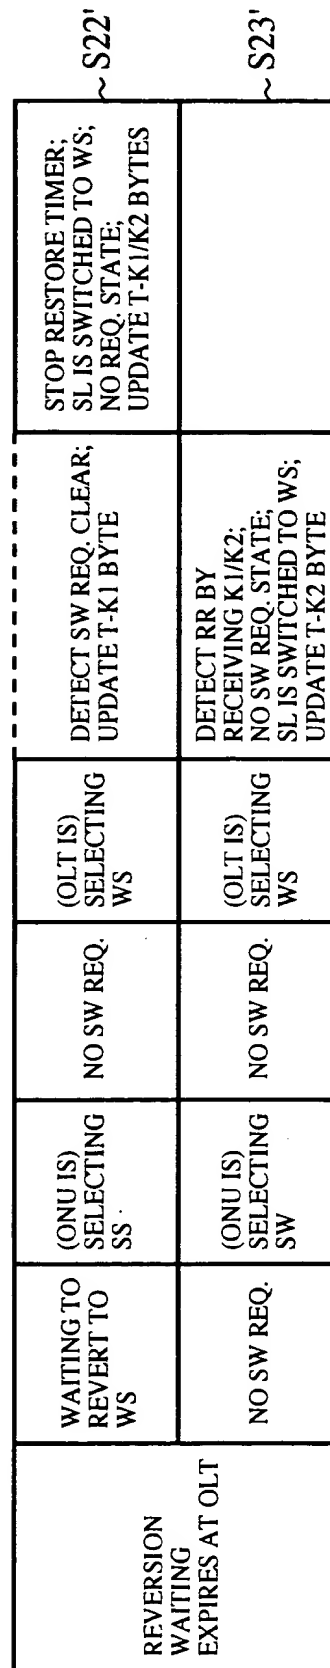 REVERSION
WAITING
EXPIRES AT OLT
WAITING TO
REVERT TO
WS
(ONU IS)
SELECTING
SS
NO SW REQ.
(OLT IS)
SELECTING
WS
DETECT SW REQ. CLEAR;
UPDATE T-K1 BYTE
STOP RESTORE TIMER;
SL IS SWITCHED TO WS;
NO REQ. STATE;
UPDATE T-K1/K2 BYTES
~ S22'
NO SW REQ.
(ONU IS)
SELECTING
SW
NO SW REQ.
(OLT IS)
SELECTING
WS
DETECT RR BY
RECEIVING K1/K2;
NO SW REQ. STATE;
SL IS SWITCHED TO WS;
UPDATE T-K2 BYTE
~ S23'